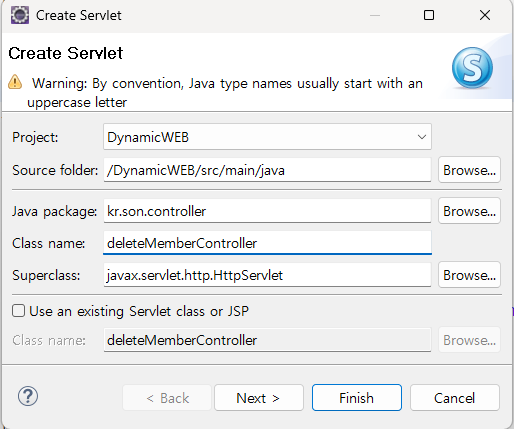 Create Servlet
Create Servlet
Warning: By convention, Java type names usually start with an
uppercase letter
Project: DynamicWEB
Source folder: /DynamicWEB/src/main/java Browse...
Java package: kr.son.controller Browse...
Class name: deleteMemberController
Superclass: javax.servlet.http.HttpServlet Browse...
Use an existing Servlet class or JSP
Class name: deleteMemberController Browse...
? < Back Next > Finish Cancel